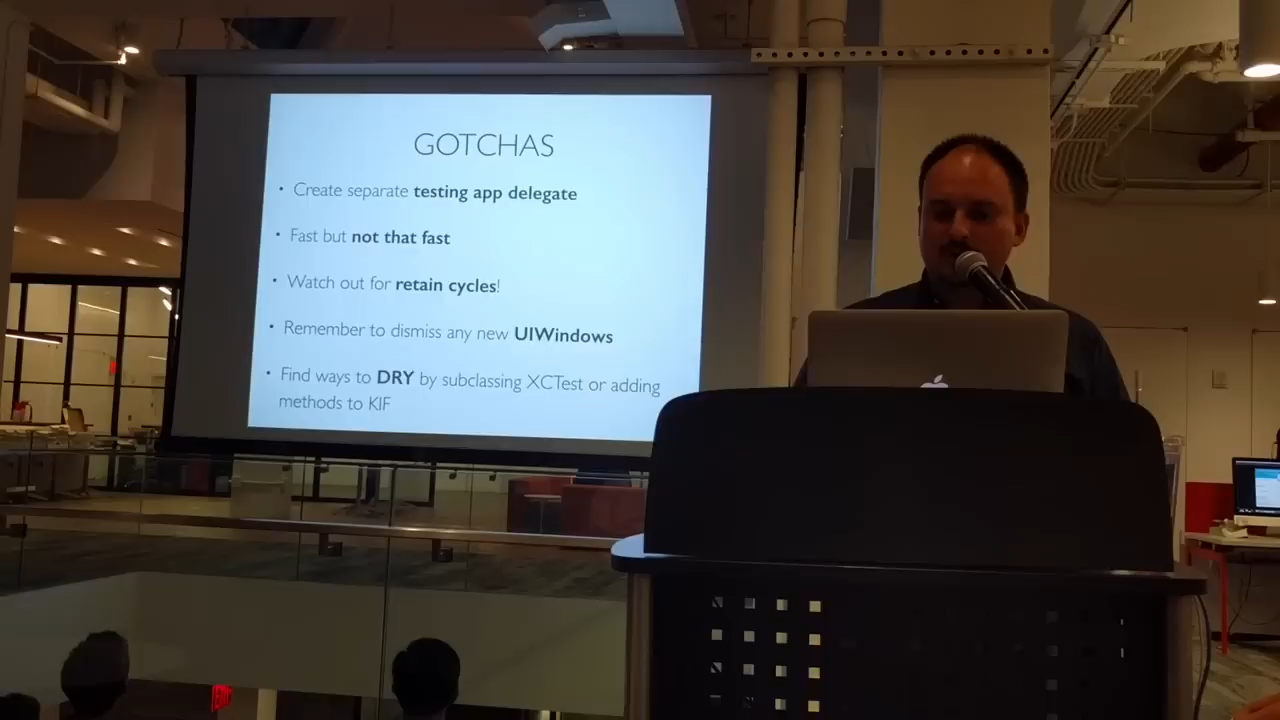 GOTCHAS
• Create separate testing app delegate
• Fast but not that fast
• Watch out for retain cycles!
• Remember to dismiss any new UIWindows
• Find ways to DRY by subclassing XCTest or adding
methods to KIF
EXIT